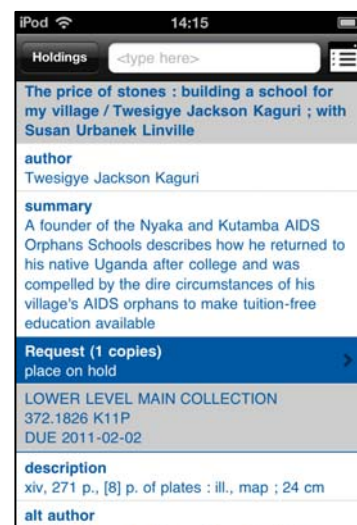 iPod 14:15
Holdings <type here>
The price of stones : building a school for
my village / Twesigye Jackson Kaguri ; with
Susan Urbanek Linville
author
Twesigye Jackson Kaguri
summary
A founder of the Nyaka and Kutamba AIDS
Orphans Schools describes how he returned to
his native Uganda after college and was
compelled by the dire circumstances of his
village's AIDS orphans to make tuition-free
education available
Request (1 copies)
place on hold
LOWER LEVEL MAIN COLLECTION
372.1826 K11P
DUE 2011-02-02
description
xiv, 271 p., [8] p. of plates : ill., map ; 24 cm
alt author